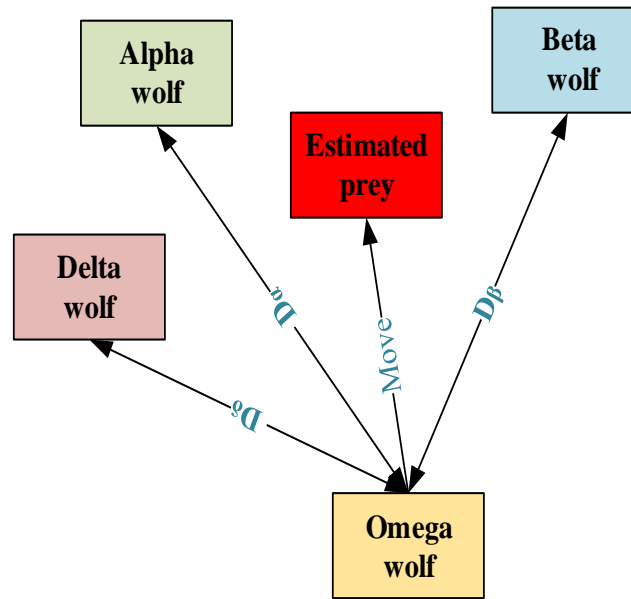 Alpha
wolf
Beta
wolf
Estimated
prey
Delta
wolf
Dα
Dβ
Move
Dδ
Omega
wolf